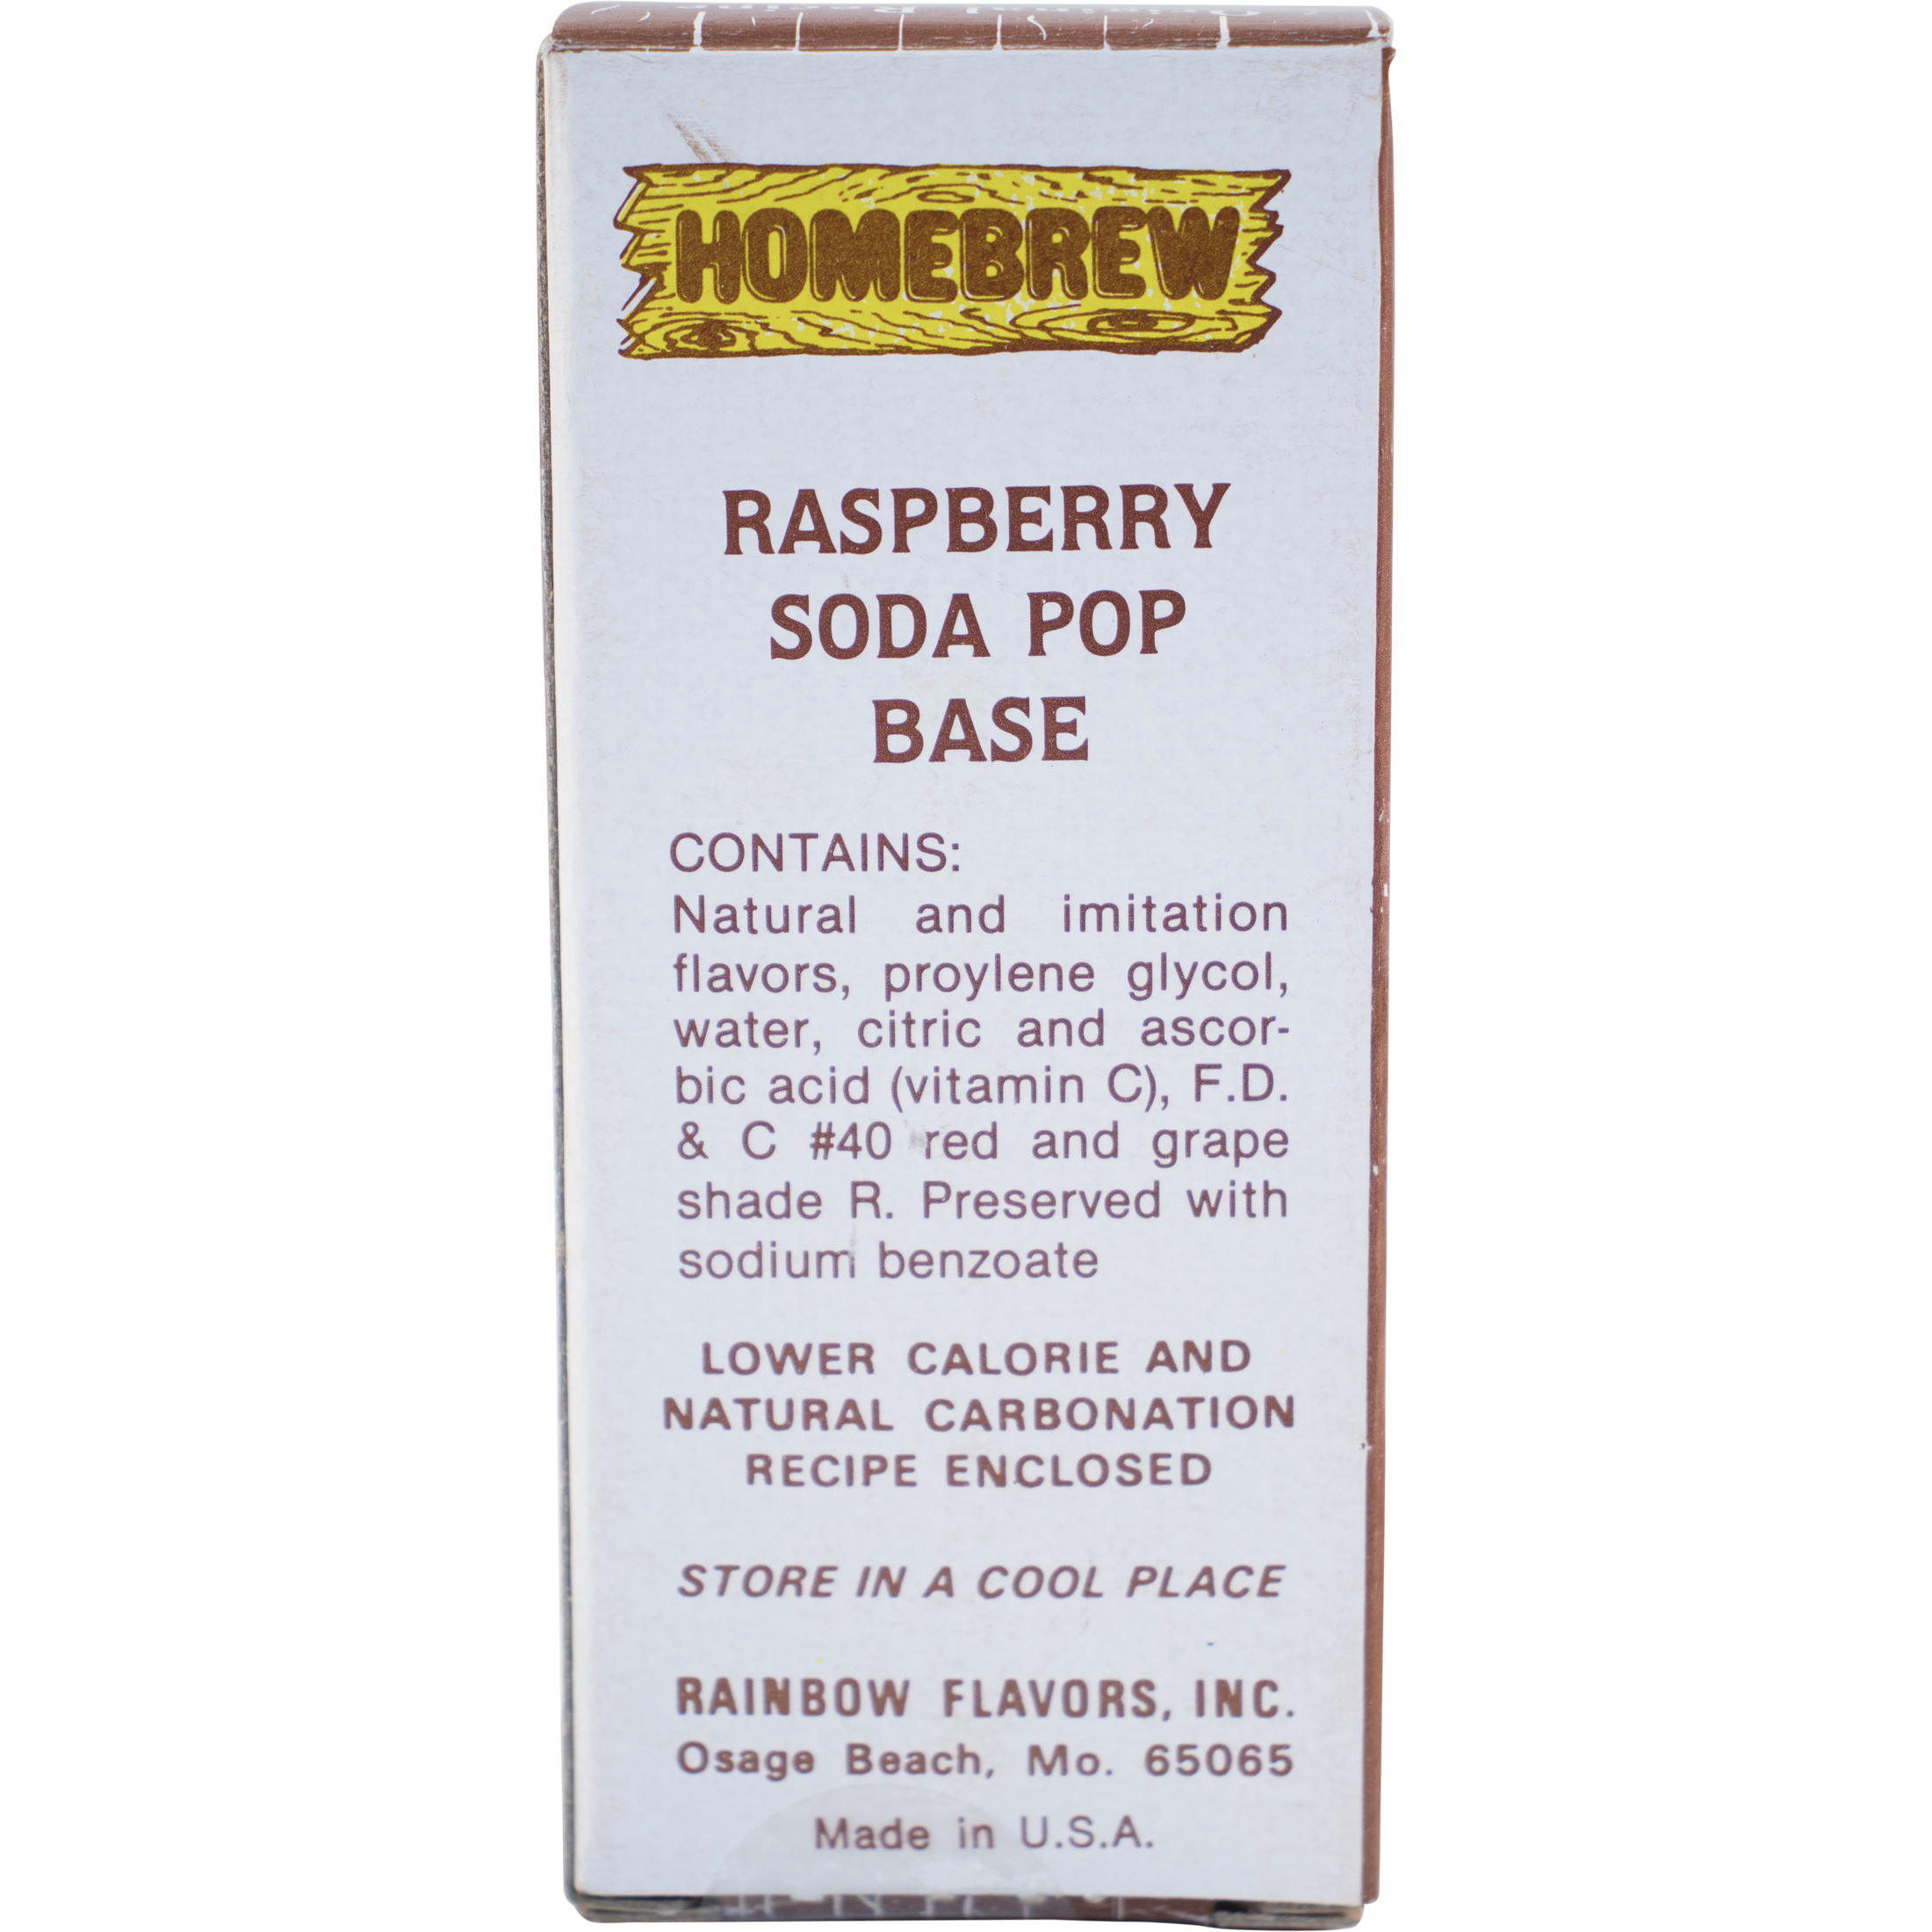 Original Recipe
HOMEBREW
RASPBERRY
SODA POP
BASE
CONTAINS:
Natural and imitation
flavors, proylene glycol,
water, citric and ascor-
bic acid (vitamin C), F.D.
& C #40 red and grape
shade R. Preserved with
sodium benzoate
LOWER CALORIE AND
NATURAL CARBONATION
RECIPE ENCLOSED
STORE IN A COOL PLACE
RAINBOW FLAVORS, INC.
Osage Beach, Mo. 65065
Made in U.S.A.